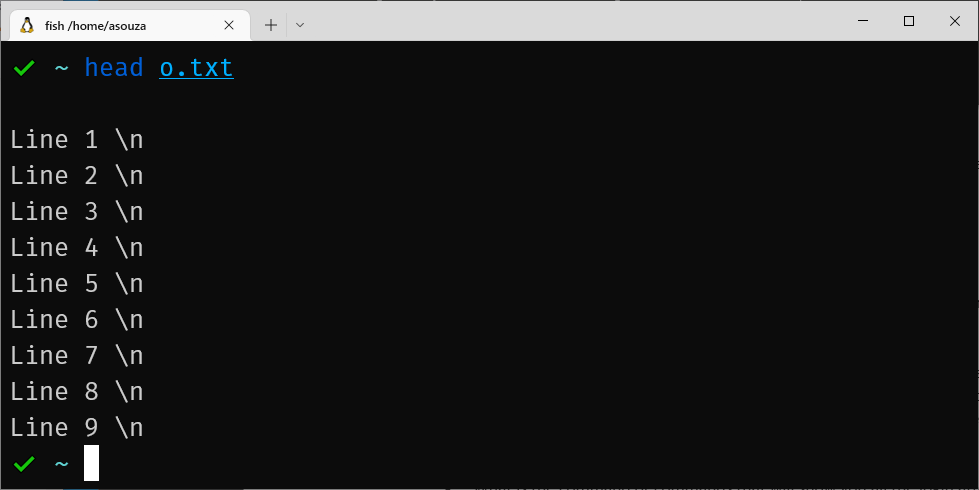 fish /home/asouza
~ head o.txt
Line 1 \n
Line 2 \n
Line 3 \n
Line 4 \n
Line 5 \n
Line 6 \n
Line 7 \n
Line 8 \n
Line 9 \n
~